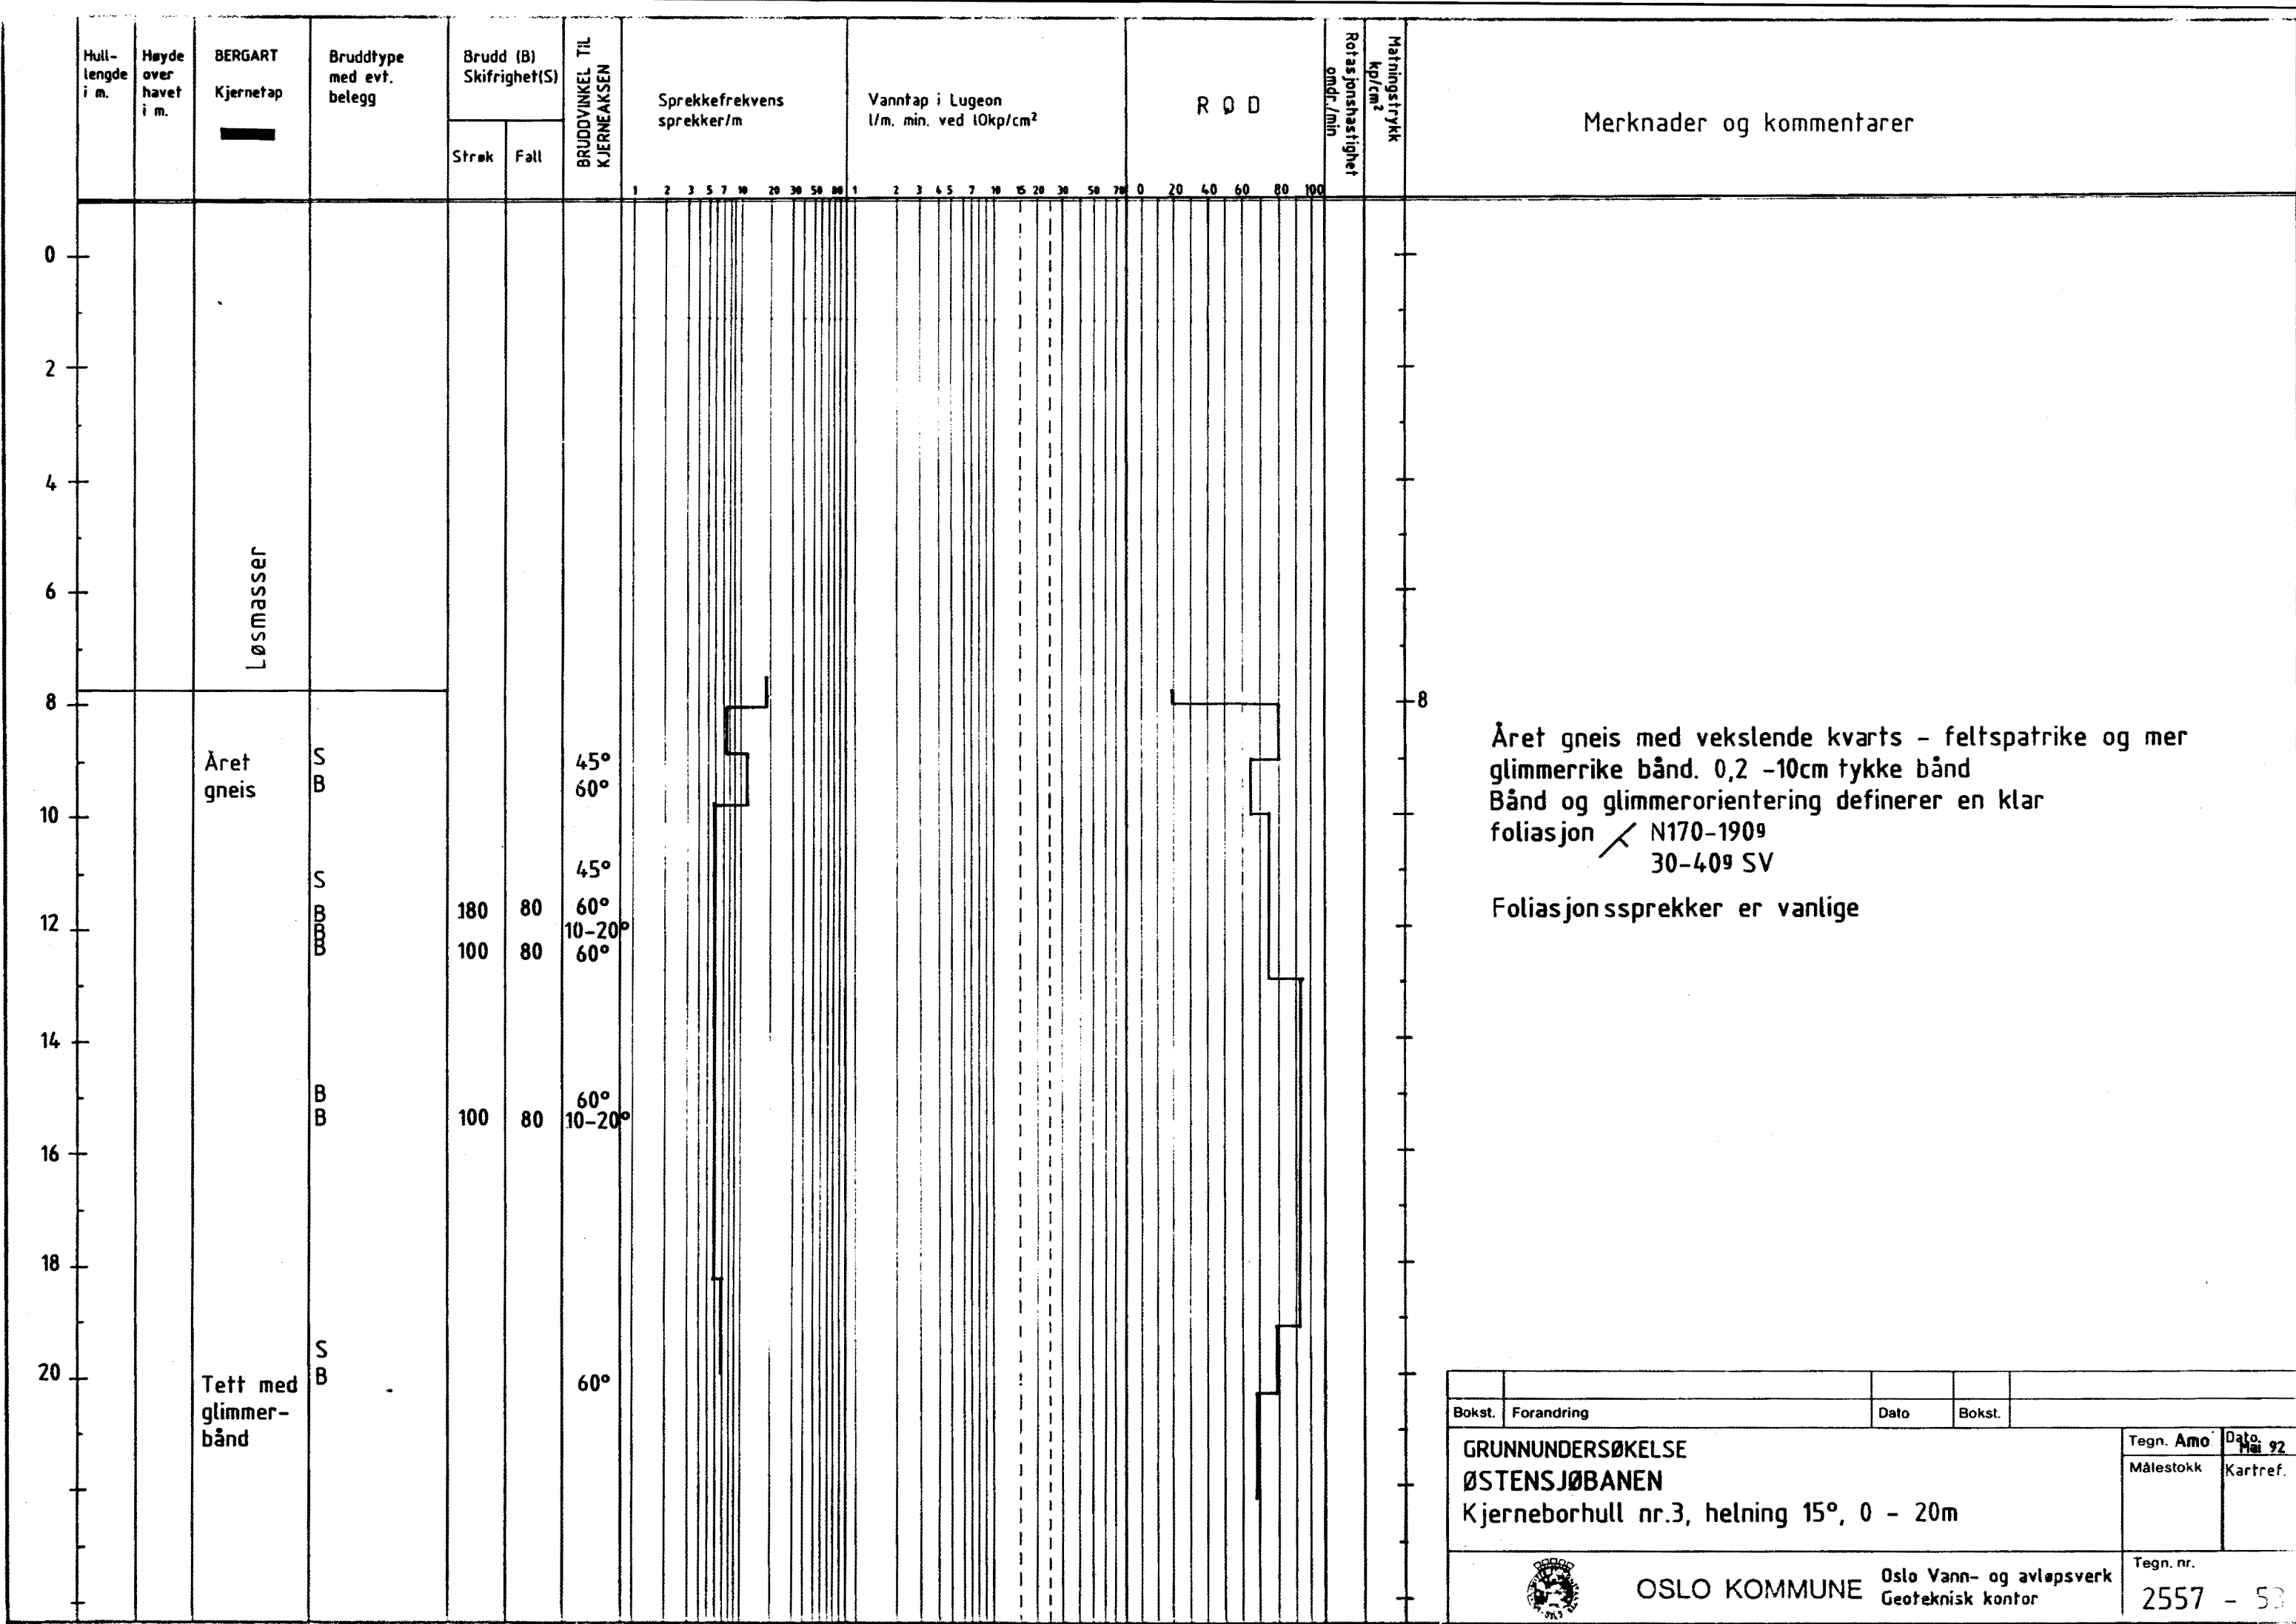 Hull-
lengde
i m.
Høyde
over
havet
i m.
BERGART
Kjernetap
Bruddtype
med evt.
belegg
Brudd (B)
Skifrighet(S)
Strøk Fall
BRUDDVINKEL TIL
KJERNEAKSEN
Sprekkefrekvens
sprekker/m
1 2 3 5 7 10 20 30 50 80
Vanntap i Lugeon
l/m. min. ved 10kp/cm²
1 2 3 4 5 7 10 15 20 30 50 70
R Q D
0 20 40 60 80 100
Rotasjonshastighet
omdr./min
Matningstrykk
kp/cm²
Merknader og kommentarer
0
2
4
6
Løsmasser
8
8
Året
gneis
S 45°
B 60°
10
S 45°
B 180 80 60°
12
B 10-20°
B 100 80 60°
14
B 60°
B 100 80 10-20°
16
18
S
20
B 60°
Tett med
glimmer-
bånd
Året gneis med vekslende kvarts - feltspatrike og mer
glimmerrike bånd. 0,2 -10cm tykke bånd
Bånd og glimmerorientering definerer en klar
foliasjon N170-190g
30-40g SV
Foliasjonssprekker er vanlige
Bokst. Forandring Dato Bokst.
GRUNNUNDERSØKELSE
ØSTENSJØBANEN
Kjerneborhull nr.3, helning 15°, 0 - 20m
Tegn. Amo
Dato. Mai 92
Målestokk
Kartref.
OSLO KOMMUNE
Oslo Vann- og avløpsverk
Geoteknisk kontor
Tegn. nr.
2557 -